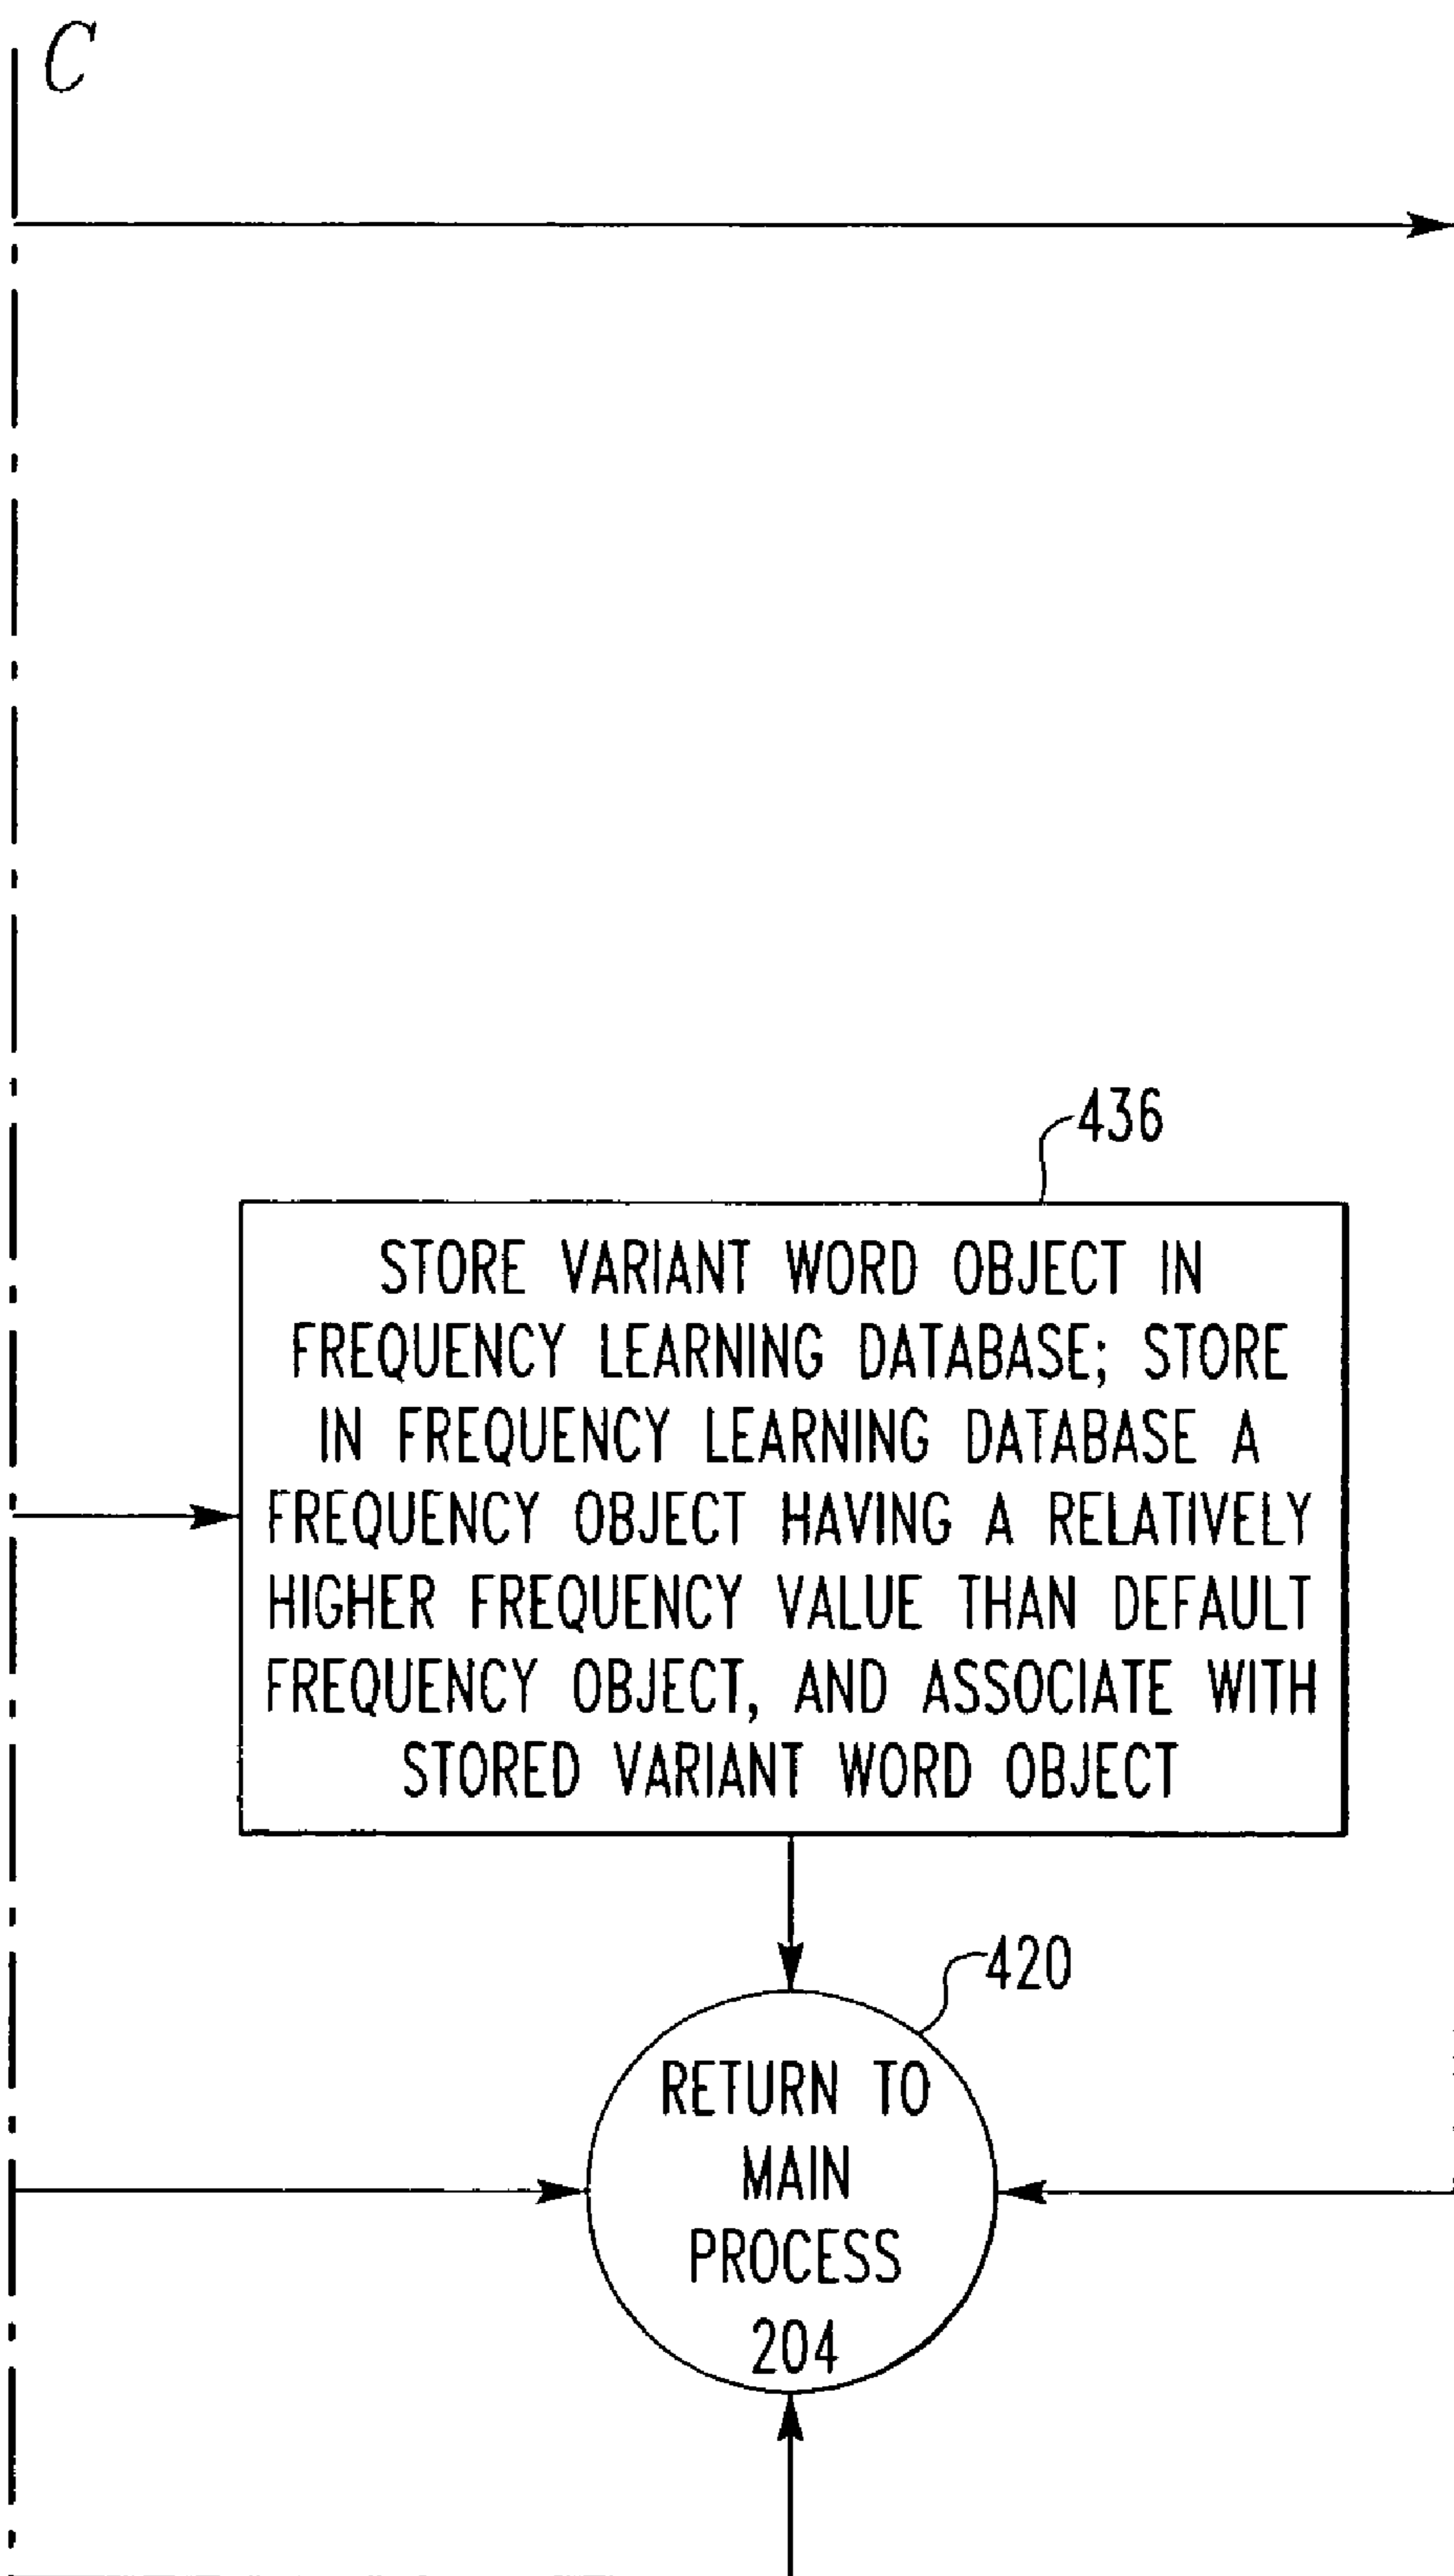 C
436
STORE VARIANT WORD OBJECT IN
FREQUENCY LEARNING DATABASE; STORE
IN FREQUENCY LEARNING DATABASE A
FREQUENCY OBJECT HAVING A RELATIVELY
HIGHER FREQUENCY VALUE THAN DEFAULT
FREQUENCY OBJECT, AND ASSOCIATE WITH
STORED VARIANT WORD OBJECT
420
RETURN TO
MAIN
PROCESS
204